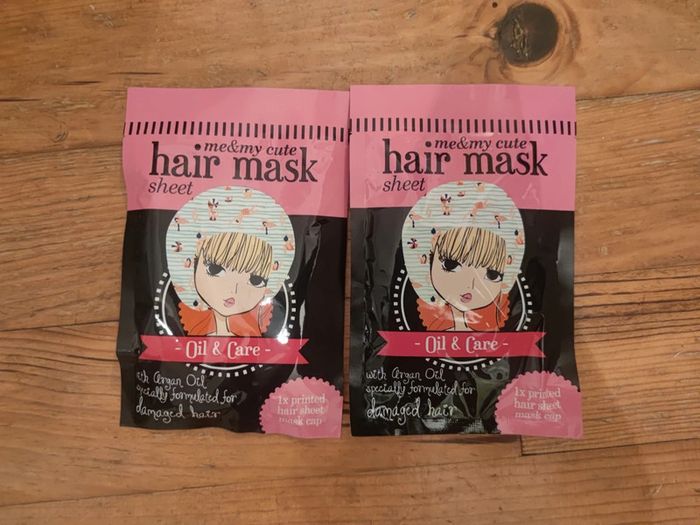 me&my cute
hair mask
sheet
- Oil & Care -
with Argan Oil
specially formulated for
damaged hair
1x printed
hair sheet
mask cap
me&my cute
hair mask
sheet
- Oil & Care -
with Argan Oil
specially formulated for
damaged hair
1x printed
hair sheet
mask cap